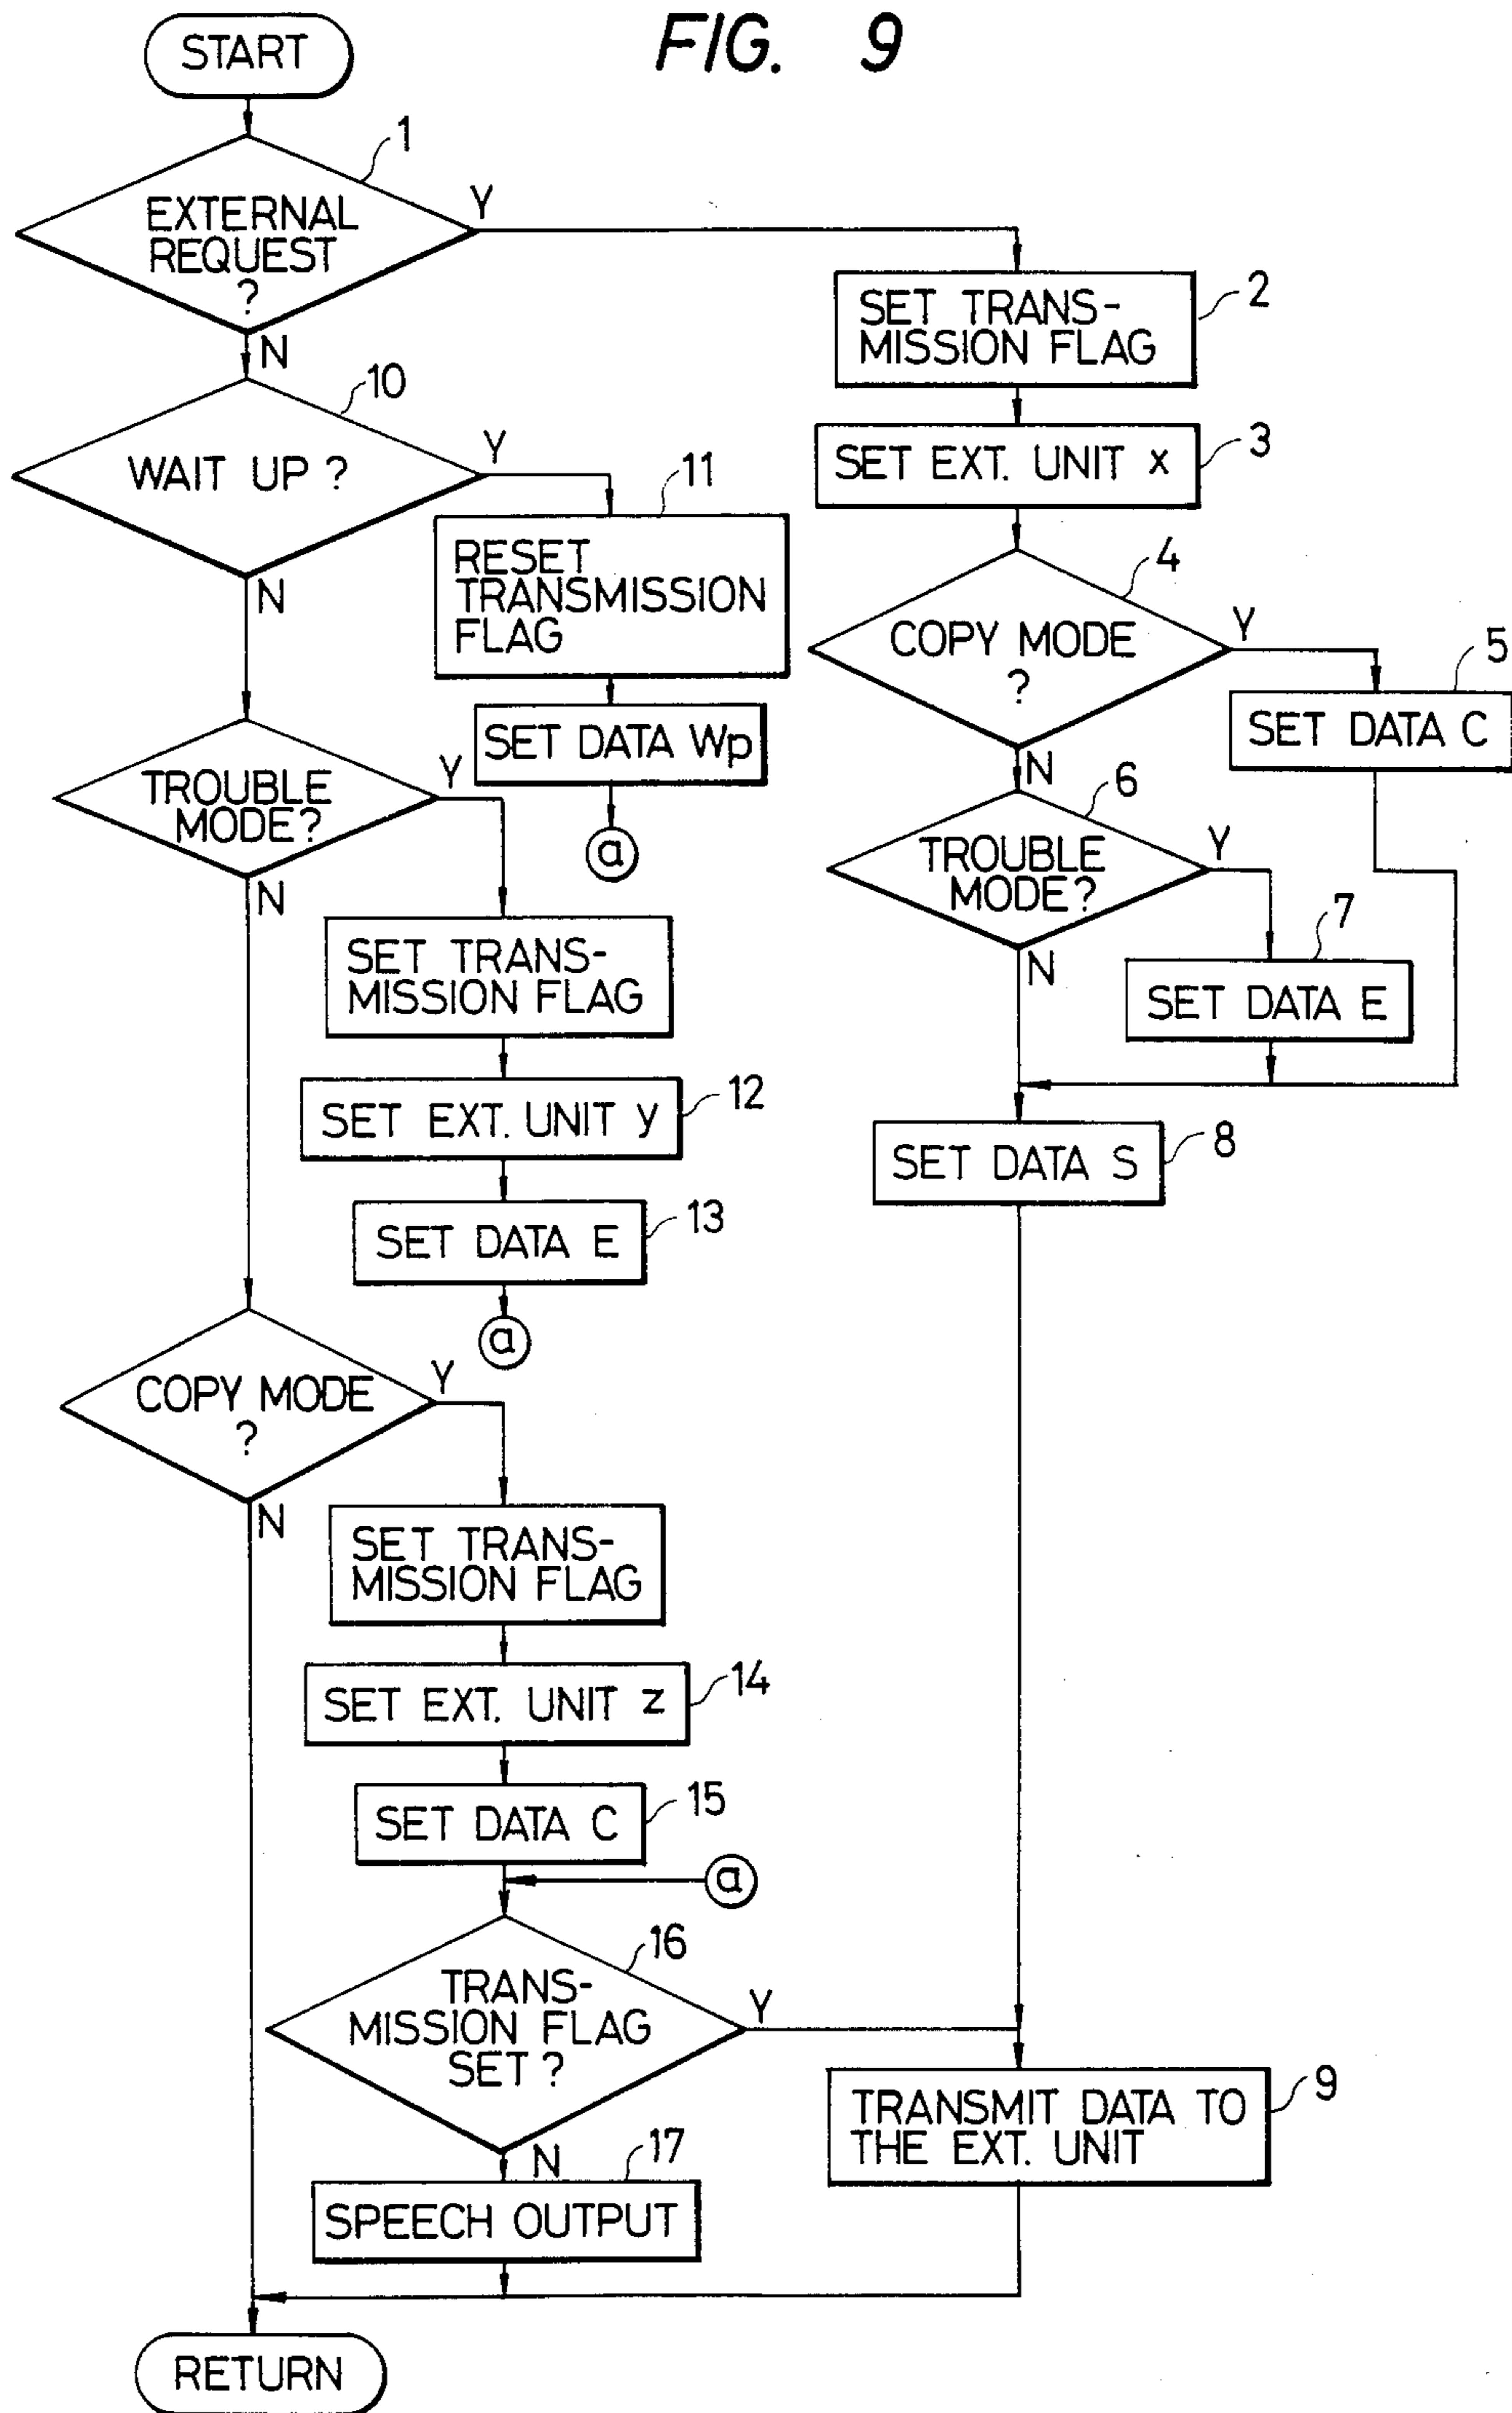 FIG. 9
START
1
EXTERNAL
REQUEST
?
Y
N
2
SET TRANS-
MISSION FLAG
3
SET EXT. UNIT x
10
WAIT UP ?
Y
N
11
RESET
TRANSMISSION
FLAG
SET DATA Wp
a
4
COPY MODE
?
Y
N
5
SET DATA C
6
TROUBLE
MODE?
Y
N
7
SET DATA E
8
SET DATA S
TROUBLE
MODE?
Y
N
SET TRANS-
MISSION FLAG
12
SET EXT. UNIT y
13
SET DATA E
a
COPY MODE
?
Y
N
SET TRANS-
MISSION FLAG
14
SET EXT. UNIT z
15
SET DATA C
a
16
TRANS-
MISSION FLAG
SET ?
Y
N
17
SPEECH OUTPUT
9
TRANSMIT DATA TO
THE EXT. UNIT
RETURN